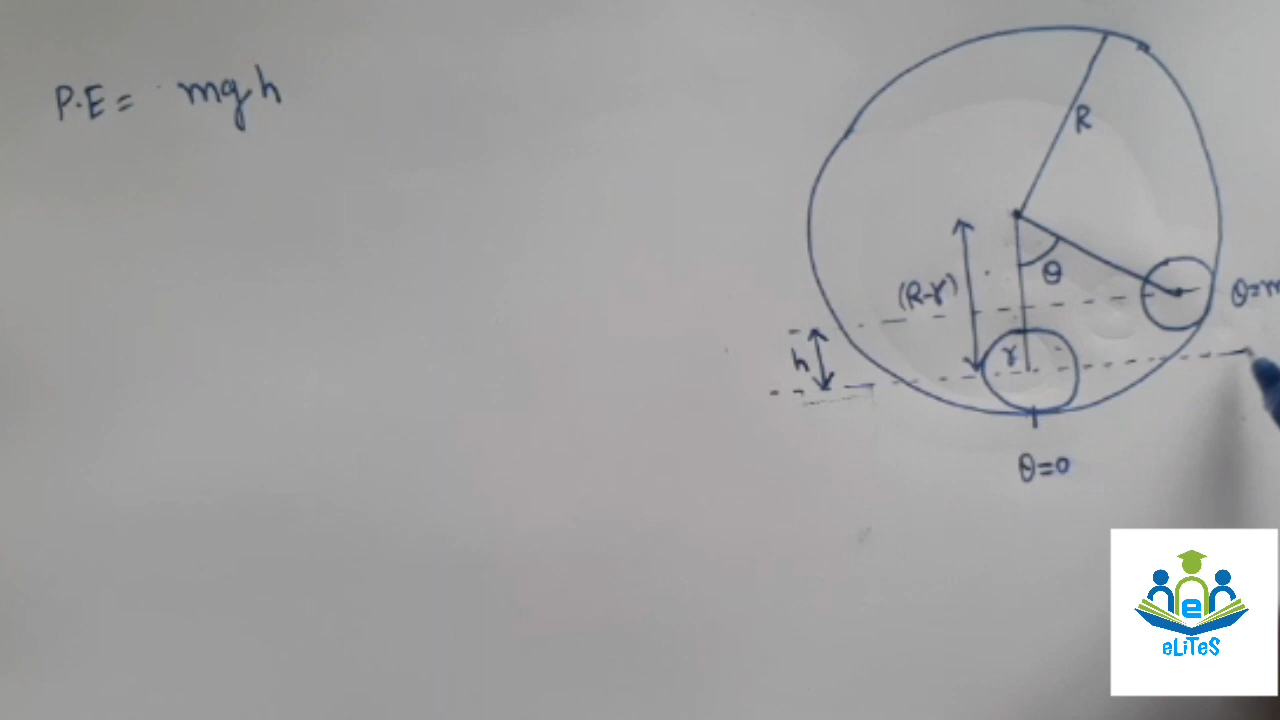 P.E = mgh
R
θ
(R-r)
θ=m
h
r
θ=0
e
eLiTeS